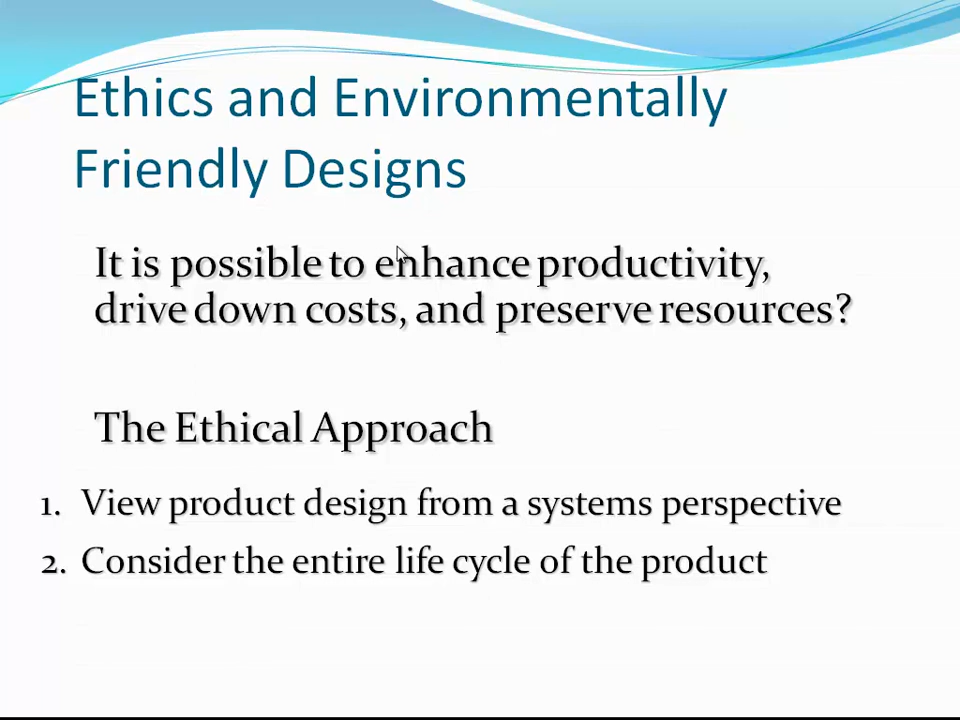 Ethics and Environmentally
Friendly Designs
It is possible to enhance productivity,
drive down costs, and preserve resources?
The Ethical Approach
1. View product design from a systems perspective
2. Consider the entire life cycle of the product